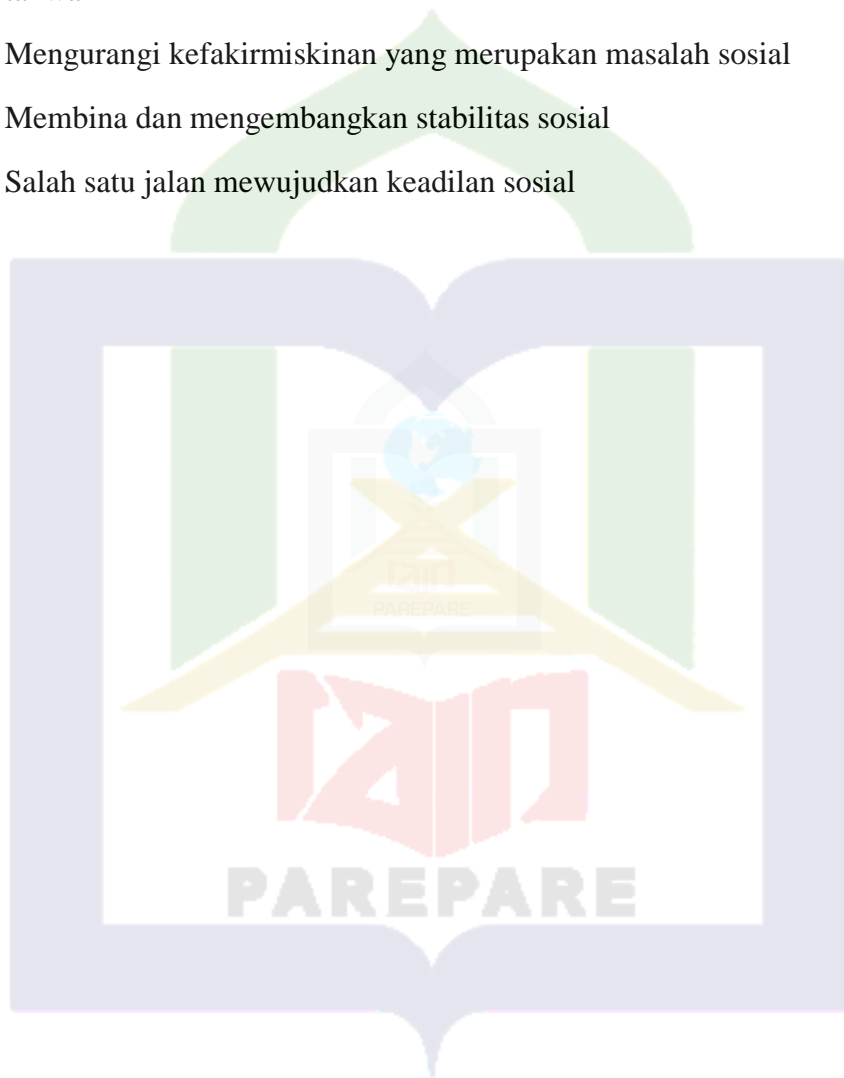 Mengurangi kefakirmiskinan yang merupakan masalah sosial
Membina dan mengembangkan stabilitas sosial
Salah satu jalan mewujudkan keadilan sosial
PAREPARE
iain
PAREPARE